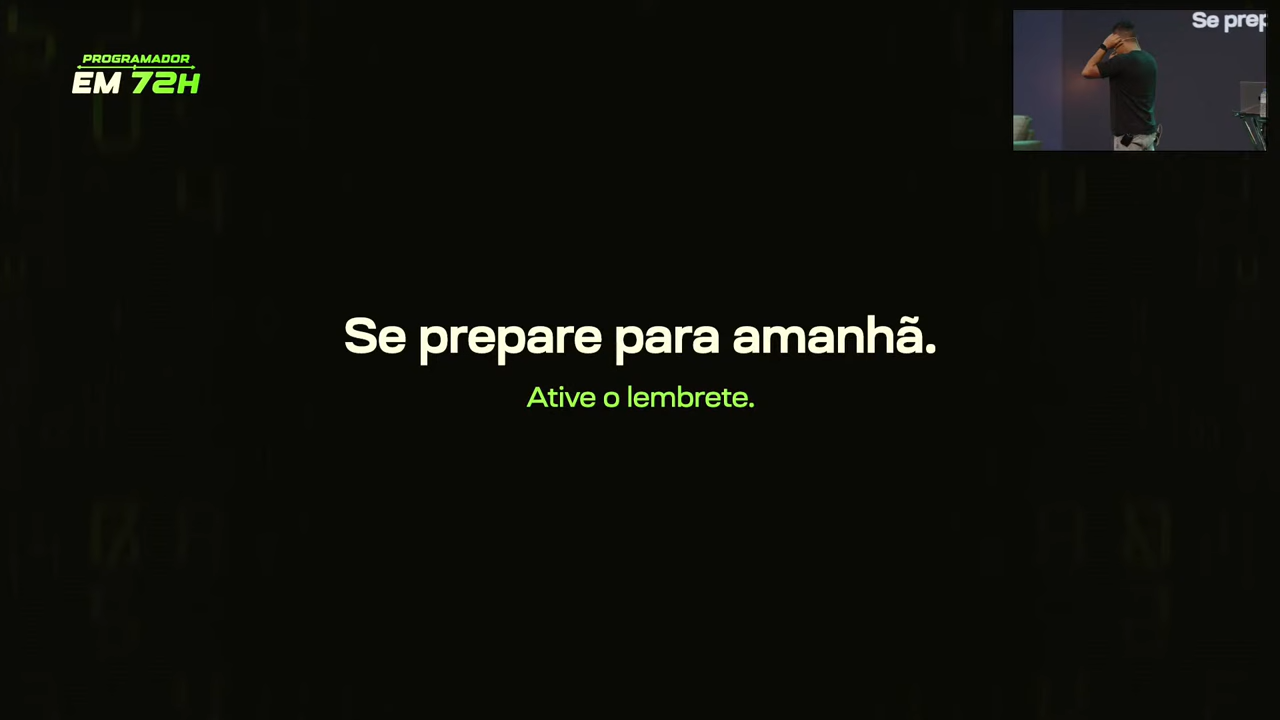 PROGRAMADOR
EM 72H
Se prep
Se prepare para amanhã.
Ative o lembrete.